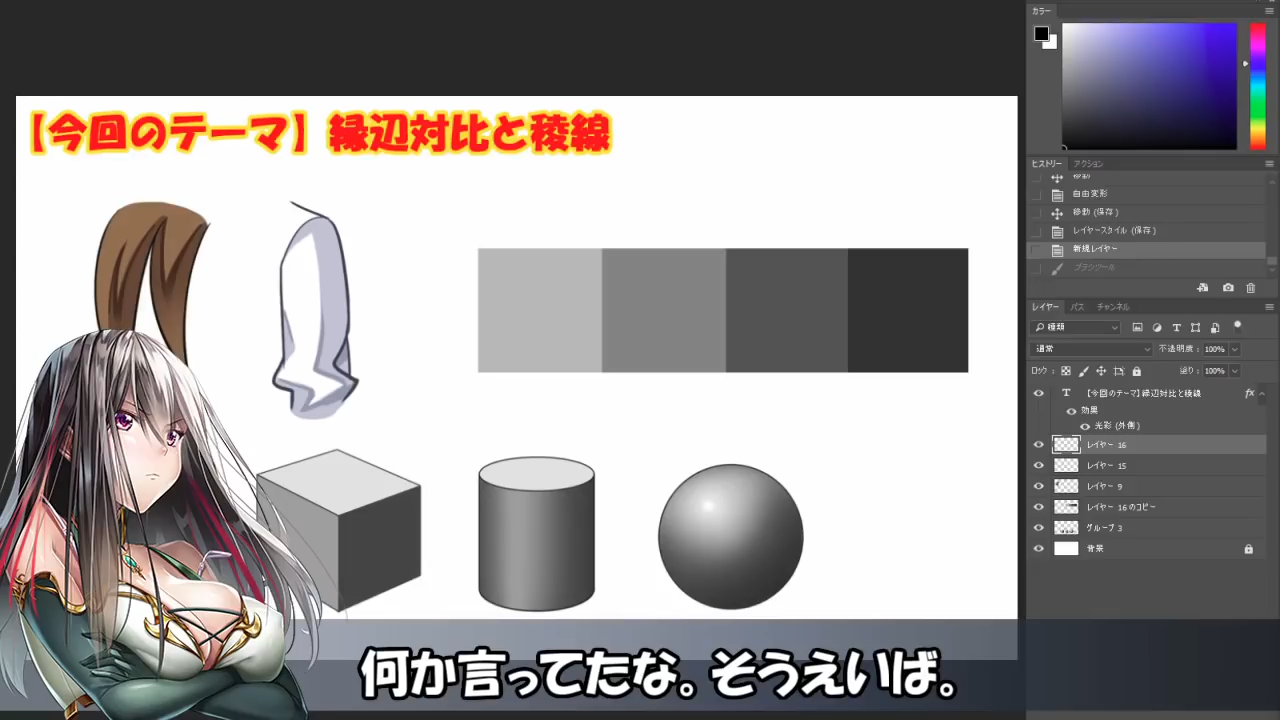 カラー
【今回のテーマ】縁辺対比と稜線
ヒストリー アクション
移動
自由変形
移動 (保存)
レイヤースタイル (保存)
新規レイヤー
ブラシツール
レイヤー パス チャンネル
種類
通常 不透明度: 100%
ロック: 塗り: 100%
【今回のテーマ】縁辺対比と稜線 fx
効果
光彩 (外側)
レイヤー 16
レイヤー 15
レイヤー 9
レイヤー 16 のコピー
グループ 3
背景
何か言ってたな。そうえいば。